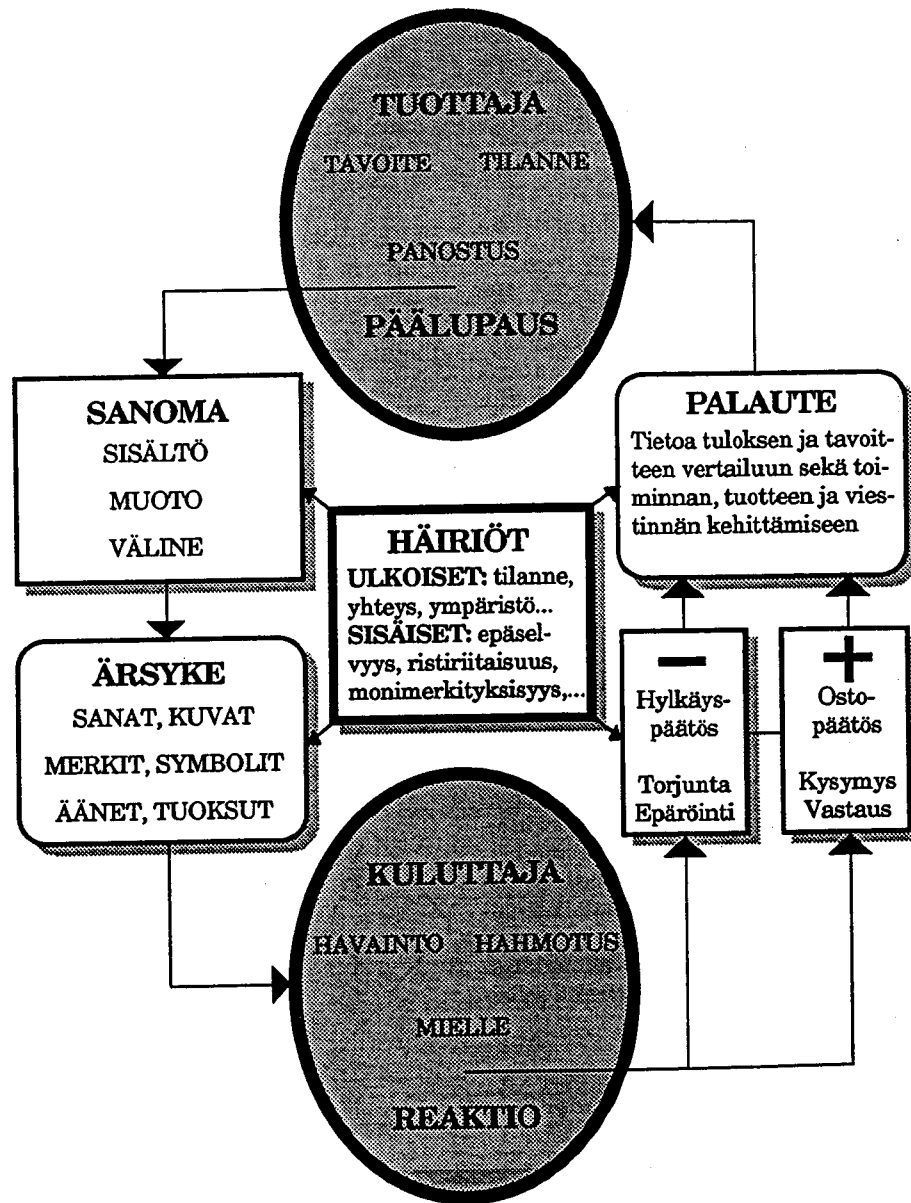 TUOTTAJA
TAVOITE TILANNE
PANOSTUS
PÄÄLUPAUS
SANOMA
SISÄLTÖ
MUOTO
VÄLINE
PALAUTE
Tietoa tuloksen ja tavoit-
teen vertailuun sekä toi-
minnan, tuotteen ja vies-
tinnän kehittämiseen
HÄIRIÖT
ULKOISET: tilanne,
yhteys, ympäristö...
SISÄISET: epäsel-
vyys, ristiriitaisuus,
monimerkityksisyys,...
ÄRSYKE
SANAT, KUVAT
MERKIT, SYMBOLIT
ÄÄNET, TUOKSUT
–
Hylkäys-
päätös
Torjunta
Epäröinti
+
Osto-
päätös
Kysymys
Vastaus
KULUTTAJA
HAVAINTO HAHMOTUS
MIELLE
REAKTIO